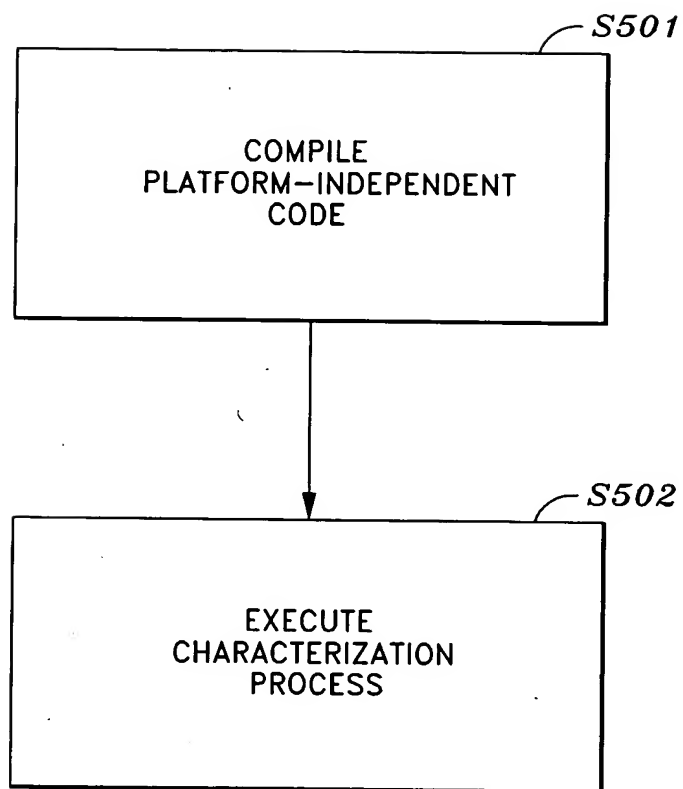 S501
COMPILE
PLATFORM-INDEPENDENT
CODE
S502
EXECUTE
CHARACTERIZATION
PROCESS